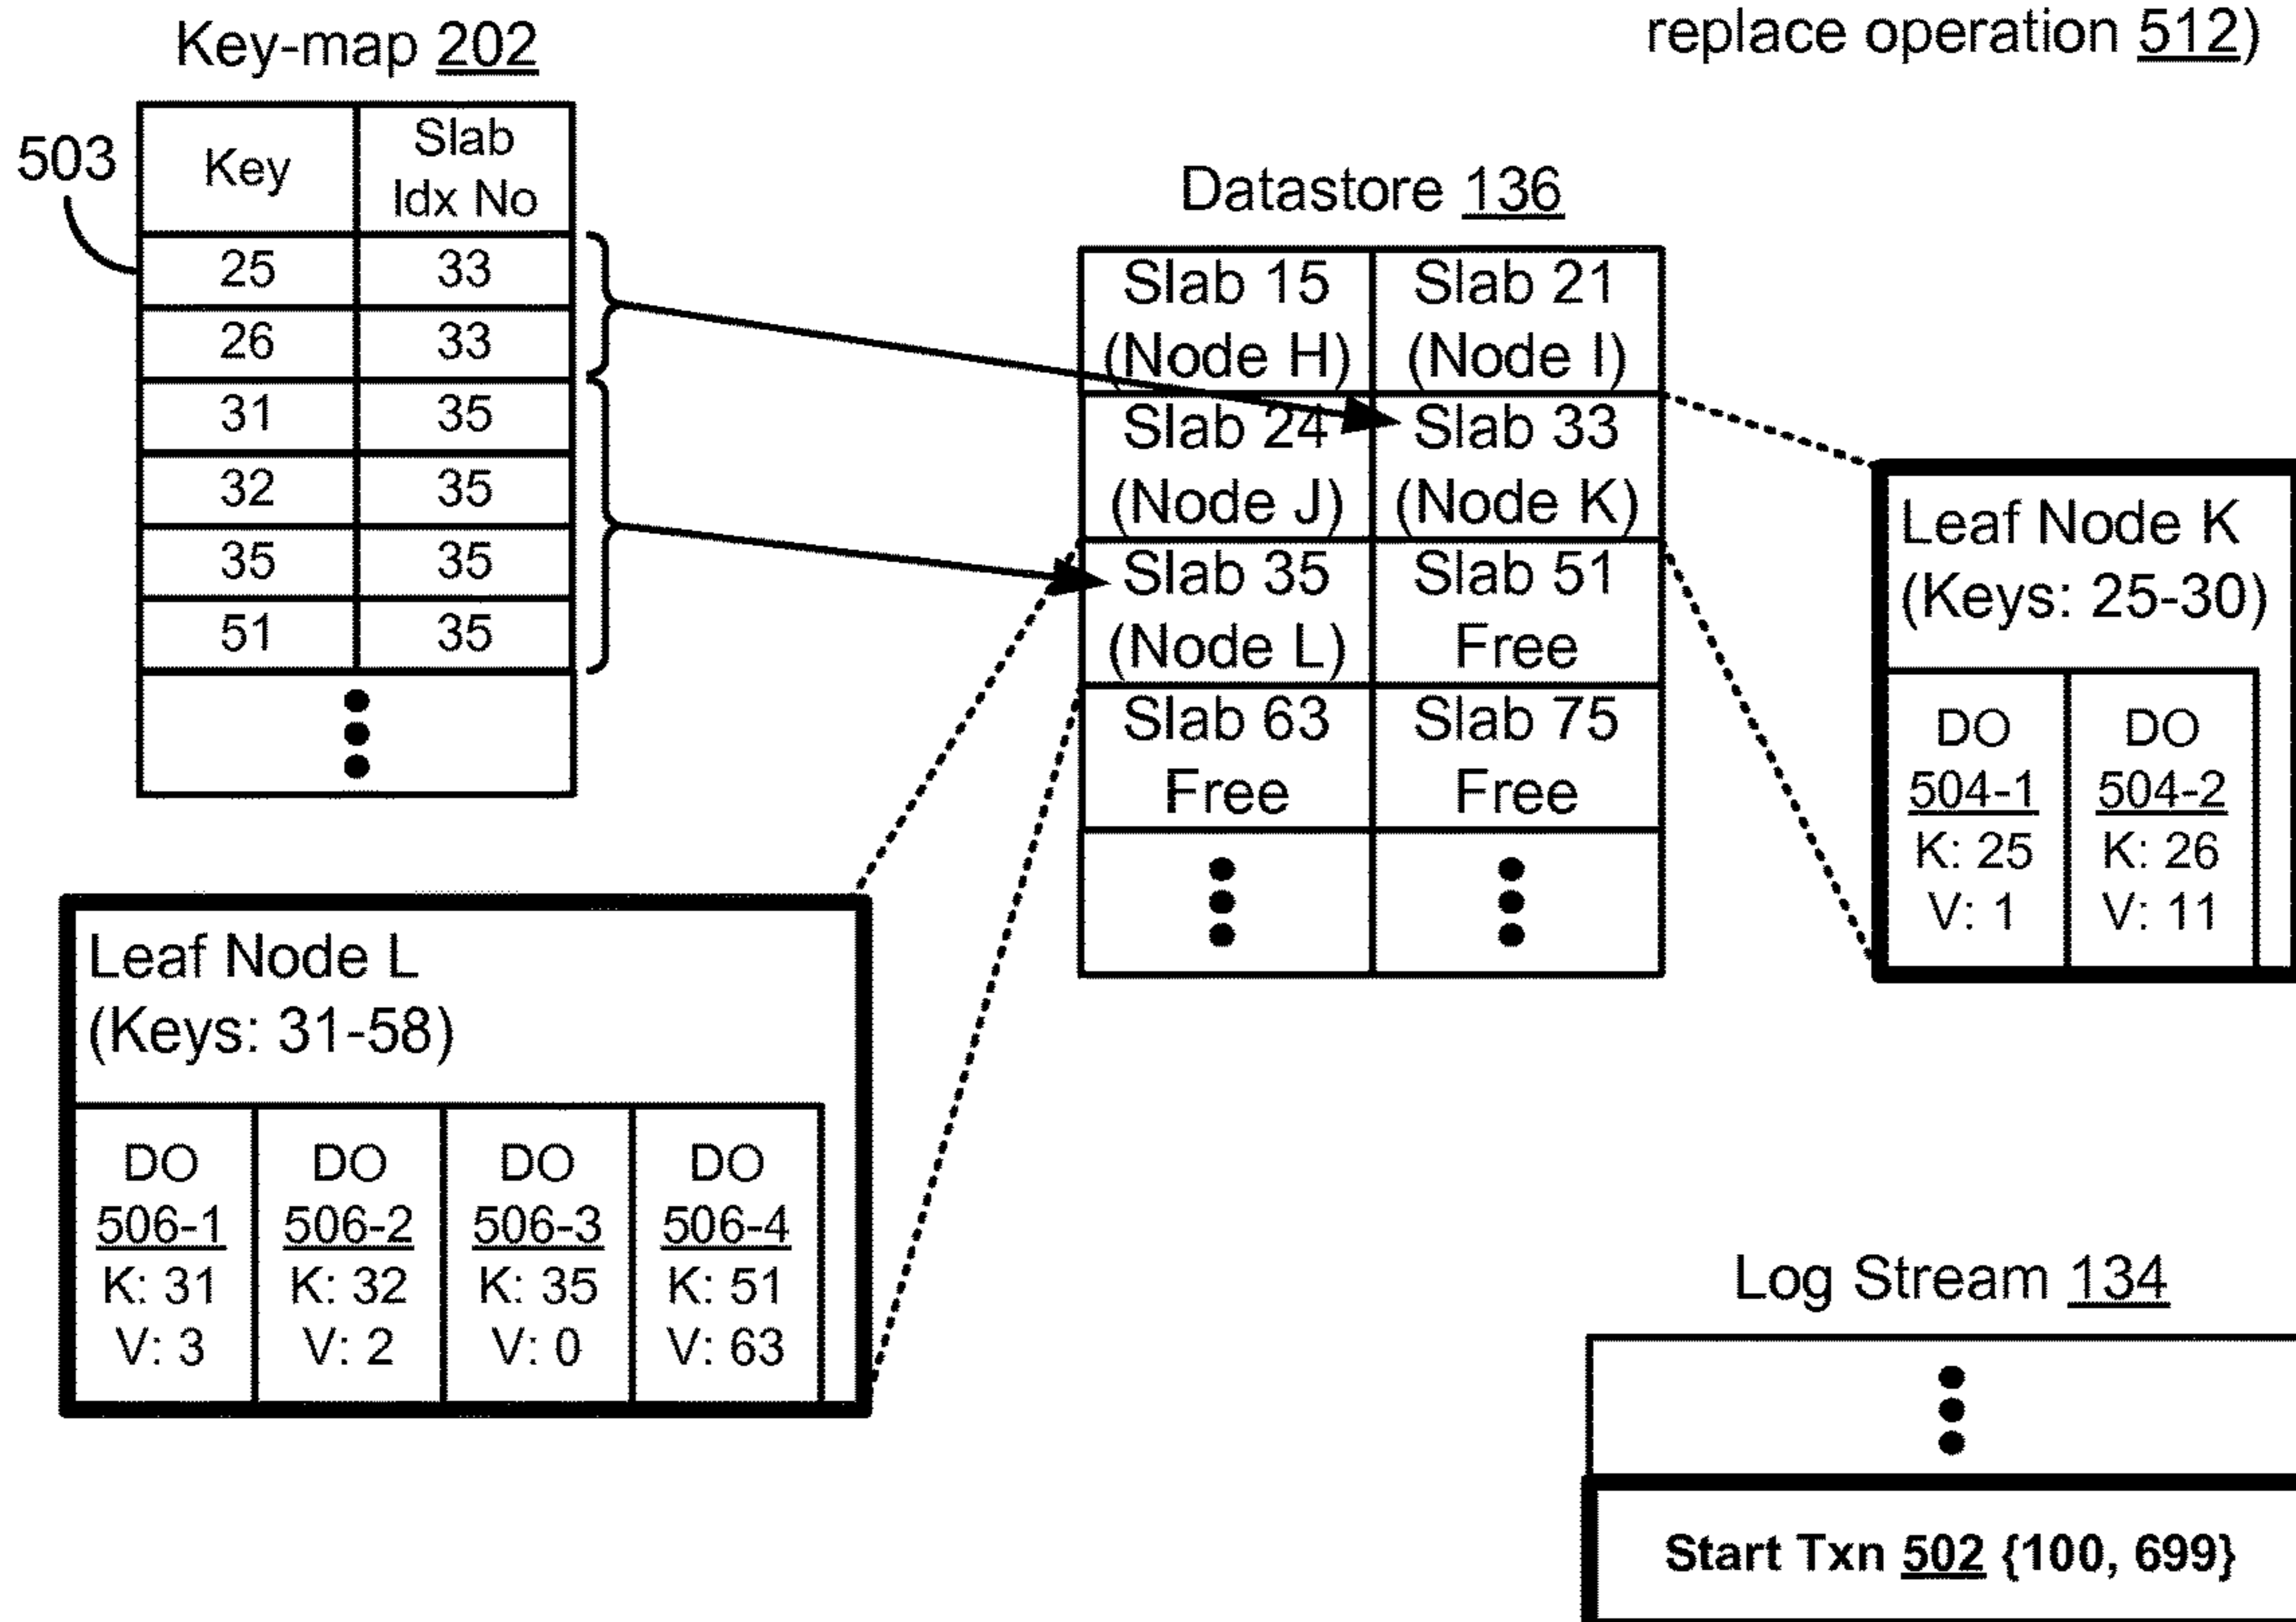 replace operation 512)
Key-map 202
503
Key
Slab
Idx No
25
33
26
33
31
35
32
35
35
35
51
35
Datastore 136
Slab 15
(Node H)
Slab 21
(Node I)
Slab 24
(Node J)
Slab 33
(Node K)
Slab 35
(Node L)
Slab 51
Free
Slab 63
Free
Slab 75
Free
Leaf Node K
(Keys: 25-30)
DO
504-1
K: 25
V: 1
DO
504-2
K: 26
V: 11
Leaf Node L
(Keys: 31-58)
DO
506-1
K: 31
V: 3
DO
506-2
K: 32
V: 2
DO
506-3
K: 35
V: 0
DO
506-4
K: 51
V: 63
Log Stream 134
Start Txn 502 {100, 699}